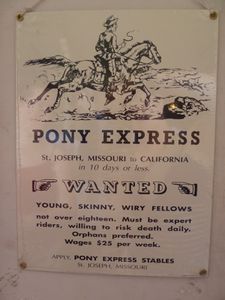 PONY EXPRESS
St. JOSEPH, MISSOURI to CALIFORNIA
in 10 days or less.
WANTED
YOUNG, SKINNY, WIRY FELLOWS
not over eighteen. Must be expert
riders, willing to risk death daily.
Orphans preferred.
Wages $25 per week.
APPLY, PONY EXPRESS STABLES
St. JOSEPH, MISSOURI